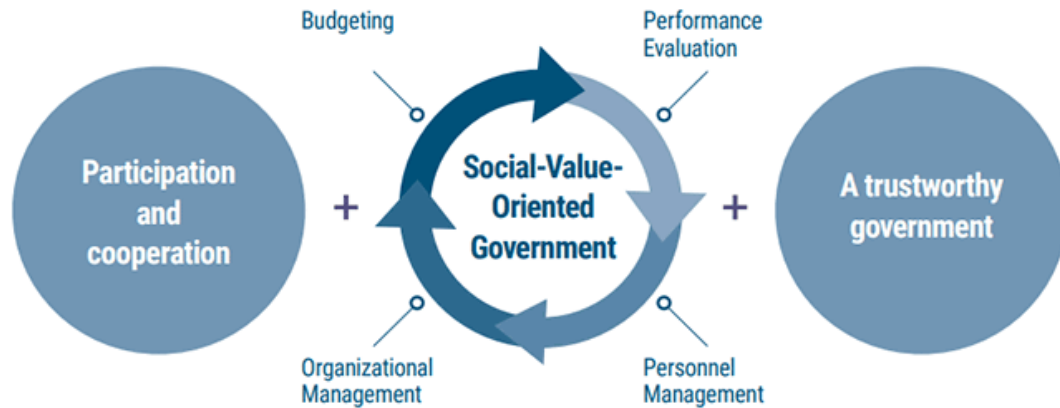 Budgeting
Performance
Evaluation
Participation
and
cooperation
+
Social-Value-
Oriented
Government
+
A trustworthy
government
Organizational
Management
Personnel
Management